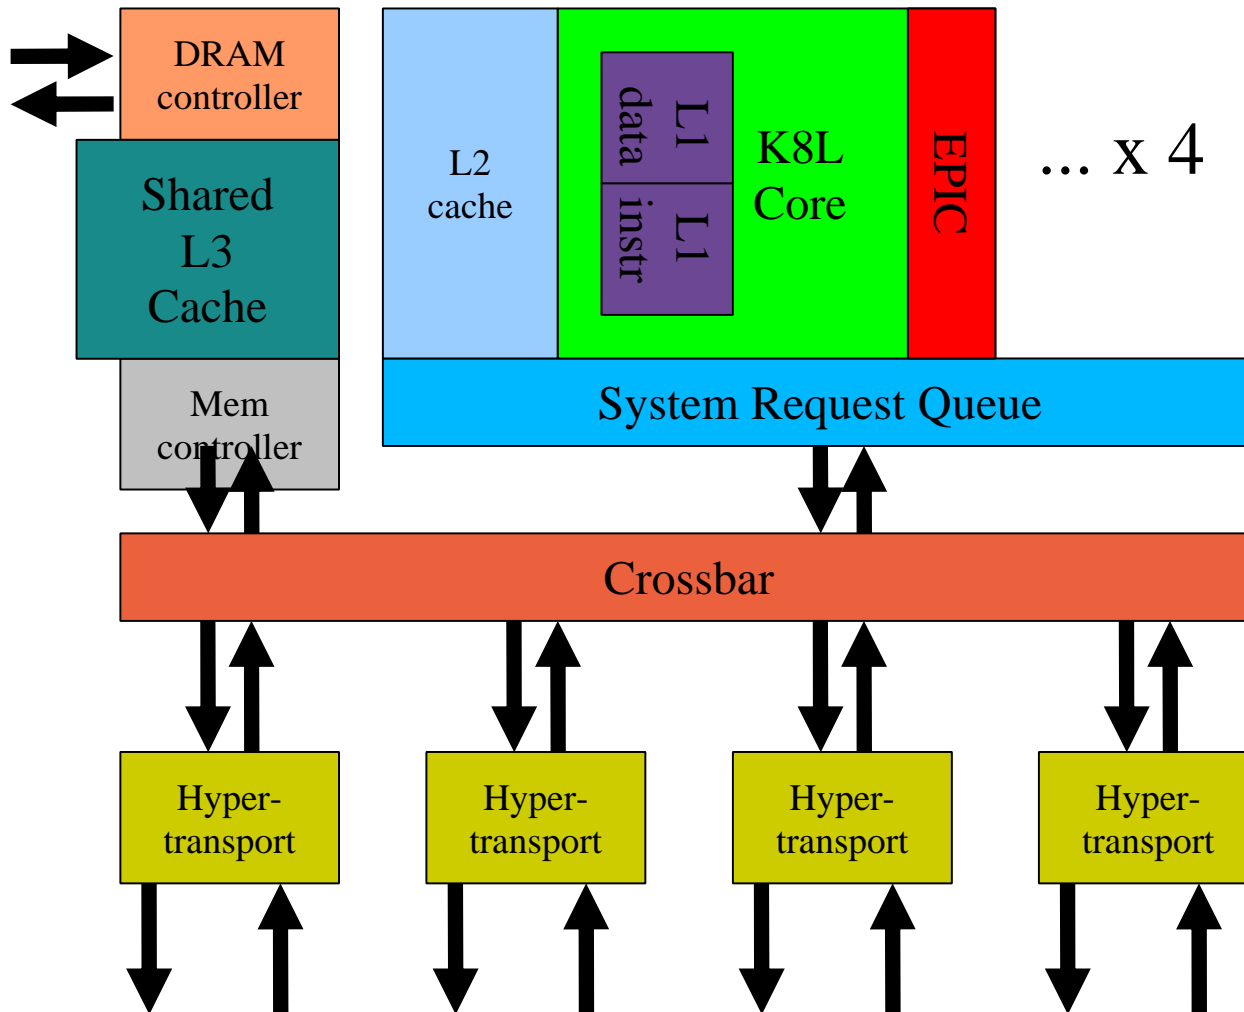 DRAM
controller
Shared
L3
Cache
Mem
controller
L2
cache
L1
data
L1
instr
K8L
Core
EPIC
... x 4
System Request Queue
Crossbar
Hyper-
transport
Hyper-
transport
Hyper-
transport
Hyper-
transport